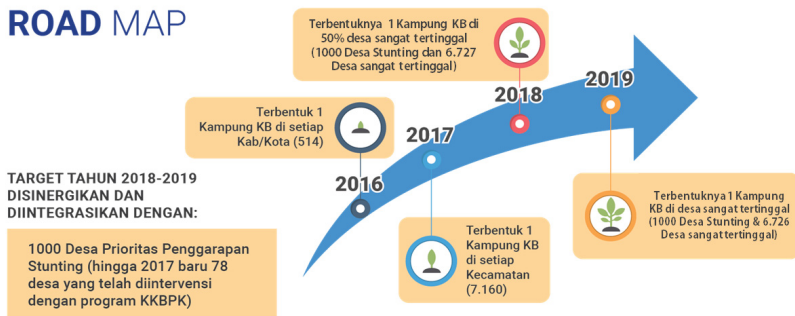 ROAD MAP
Terbentuknya 1 Kampung KB di
50% desa sangat tertinggal
(1000 Desa Stunting dan 6.727
Desa sangat tertinggal)
Terbentuk 1
Kampung KB di setiap
Kab/Kota (514)
2016
2017
2018
2019
TARGET TAHUN 2018-2019
DISINERGIKAN DAN
DIINTEGRASIKAN DENGAN:
1000 Desa Prioritas Penggarapan
Stunting (hingga 2017 baru 78
desa yang telah diintervensi
dengan program KKBPK)
Terbentuk 1
Kampung KB
di setiap
Kecamatan
(7.160)
Terbentuknya 1 Kampung
KB di desa sangat tertinggal
(1000 Desa Stunting & 6.726
Desa sangat tertinggal)